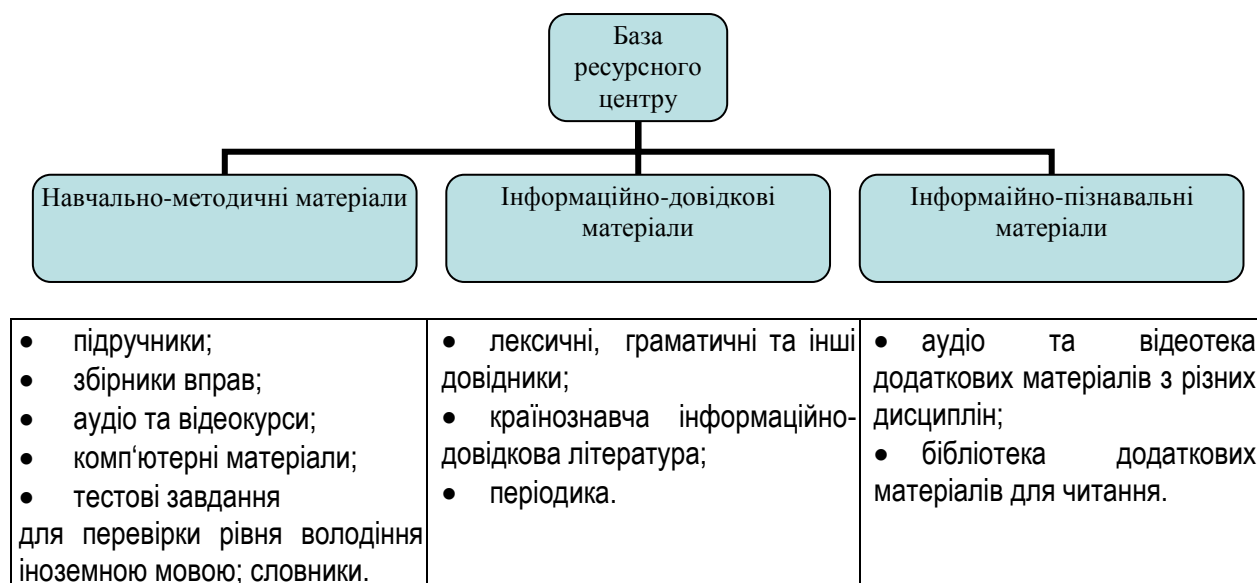 База
ресурсного
центру
Навчально-методичні матеріали
Інформаційно-довідкові
матеріали
Інформаійно-пізнавальні
матеріали
• підручники;
• збірники вправ;
• аудіо та відеокурси;
• комп‘ютерні матеріали;
• тестові завдання
для перевірки рівня володіння
іноземною мовою; словники.
• лексичні, граматичні та інші
довідники;
• країнознавча інформаційно-
довідкова література;
• періодика.
• аудіо та відеотека
додаткових матеріалів з різних
дисциплін;
• бібліотека додаткових
матеріалів для читання.